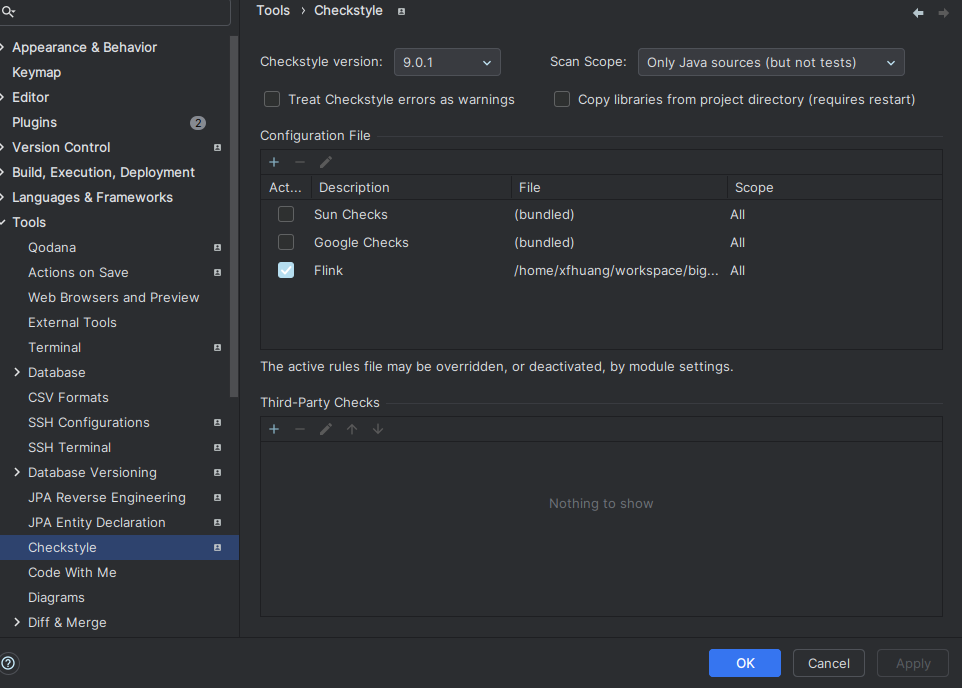 Tools › Checkstyle
Appearance & Behavior
Keymap
Editor
Plugins 2
Version Control
Build, Execution, Deployment
Languages & Frameworks
Tools
Qodana
Actions on Save
Web Browsers and Preview
External Tools
Terminal
Database
CSV Formats
SSH Configurations
SSH Terminal
Database Versioning
JPA Reverse Engineering
JPA Entity Declaration
Checkstyle
Code With Me
Diagrams
Diff & Merge
Checkstyle version: 9.0.1 Scan Scope: Only Java sources (but not tests)
Treat Checkstyle errors as warnings Copy libraries from project directory (requires restart)
Configuration File
Act... Description File Scope
Sun Checks (bundled) All
Google Checks (bundled) All
Flink /home/xfhuang/workspace/big... All
The active rules file may be overridden, or deactivated, by module settings.
Third-Party Checks
Nothing to show
? OK Cancel Apply